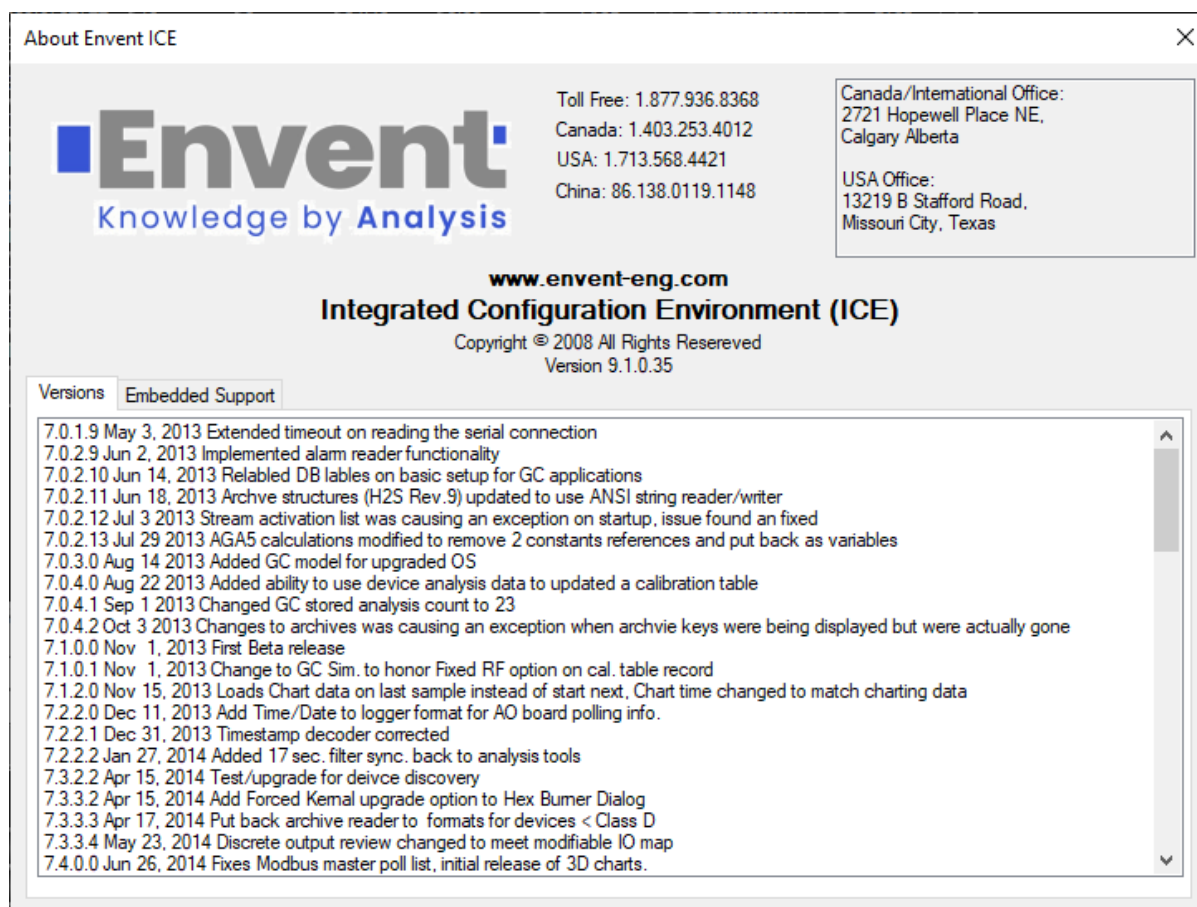 About Envent ICE
Envent
Knowledge by Analysis
Toll Free: 1.877.936.8368
Canada: 1.403.253.4012
USA: 1.713.568.4421
China: 86.138.0119.1148
Canada/International Office:
2721 Hopewell Place NE,
Calgary Alberta
USA Office:
13219 B Stafford Road,
Missouri City, Texas
www.envent-eng.com
Integrated Configuration Environment (ICE)
Copyright © 2008 All Rights Resereved
Version 9.1.0.35
Versions
Embedded Support
7.0.1.9 May 3, 2013 Extended timeout on reading the serial connection
7.0.2.9 Jun 2, 2013 Implemented alarm reader functionality
7.0.2.10 Jun 14, 2013 Relabled DB lables on basic setup for GC applications
7.0.2.11 Jun 18, 2013 Archve structures (H2S Rev.9) updated to use ANSI string reader/writer
7.0.2.12 Jul 3 2013 Stream activation list was causing an exception on startup, issue found an fixed
7.0.2.13 Jul 29 2013 AGA5 calculations modified to remove 2 constants references and put back as variables
7.0.3.0 Aug 14 2013 Added GC model for upgraded OS
7.0.4.0 Aug 22 2013 Added ability to use device analysis data to updated a calibration table
7.0.4.1 Sep 1 2013 Changed GC stored analysis count to 23
7.0.4.2 Oct 3 2013 Changes to archives was causing an exception when archvie keys were being displayed but were actually gone
7.1.0.0 Nov 1, 2013 First Beta release
7.1.0.1 Nov 1, 2013 Change to GC Sim. to honor Fixed RF option on cal. table record
7.1.2.0 Nov 15, 2013 Loads Chart data on last sample instead of start next, Chart time changed to match charting data
7.2.2.0 Dec 11, 2013 Add Time/Date to logger format for AO board polling info.
7.2.2.1 Dec 31, 2013 Timestamp decoder corrected
7.2.2.2 Jan 27, 2014 Added 17 sec. filter sync. back to analysis tools
7.3.2.2 Apr 15, 2014 Test/upgrade for deivce discovery
7.3.3.2 Apr 15, 2014 Add Forced Kernal upgrade option to Hex Burner Dialog
7.3.3.3 Apr 17, 2014 Put back archive reader to formats for devices < Class D
7.3.3.4 May 23, 2014 Discrete output review changed to meet modifiable IO map
7.4.0.0 Jun 26, 2014 Fixes Modbus master poll list, initial release of 3D charts.